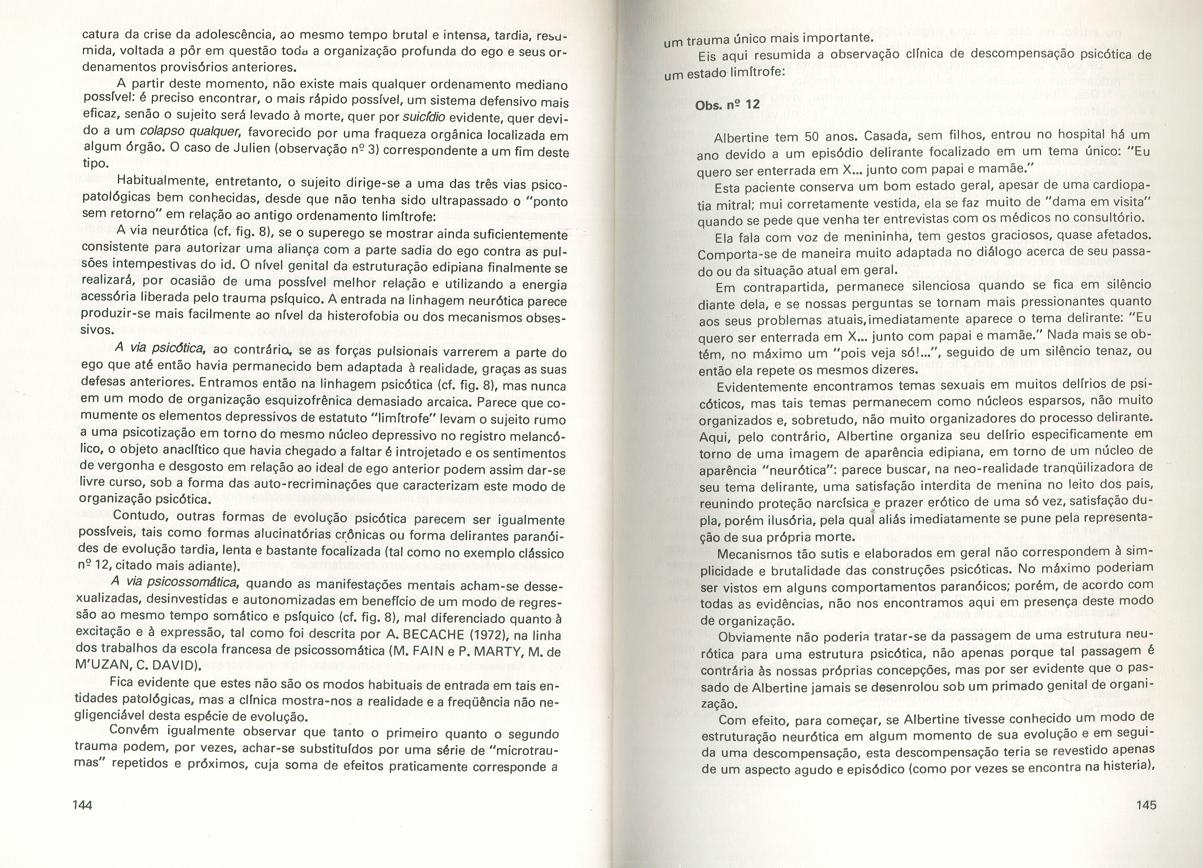 catura da crise da adolescência, ao mesmo tempo brutal e intensa, tardia, resu-
mida, voltada a pôr em questão toda a organização profunda do ego e seus or-
denamentos provisórios anteriores.
A partir deste momento, não existe mais qualquer ordenamento mediano
possível: é preciso encontrar, o mais rápido possível, um sistema defensivo mais
eficaz, senão o sujeito será levado à morte, quer por suicídio evidente, quer devi-
do a um colapso qualquer, favorecido por uma fraqueza orgânica localizada em
algum órgão. O caso de Julien (observação nº 3) correspondente a um fim deste
tipo.
Habitualmente, entretanto, o sujeito dirige-se a uma das três vias psico-
patológicas bem conhecidas, desde que não tenha sido ultrapassado o "ponto
sem retorno" em relação ao antigo ordenamento limítrofe:
A via neurótica (cf. fig. 8), se o superego se mostrar ainda suficientemente
consistente para autorizar uma aliança com a parte sadia do ego contra as pul-
sões intempestivas do id. O nível genital da estruturação edipiana finalmente se
realizará, por ocasião de uma possível melhor relação e utilizando a energia
acessória liberada pelo trauma psíquico. A entrada na linhagem neurótica parece
produzir-se mais facilmente ao nível da histerofobia ou dos mecanismos obses-
sivos.
A via psicótica, ao contrário, se as forças pulsionais varrerem a parte do
ego que até então havia permanecido bem adaptada à realidade, graças as suas
defesas anteriores. Entramos então na linhagem psicótica (cf. fig. 8), mas nunca
em um modo de organização esquizofrênica demasiado arcaica. Parece que co-
mumente os elementos depressivos de estatuto "limítrofe" levam o sujeito rumo
a uma psicotização em torno do mesmo núcleo depressivo no registro melancó-
lico, o objeto anaclítico que havia chegado a faltar é introjetado e os sentimentos
de vergonha e desgosto em relação ao ideal de ego anterior podem assim dar-se
livre curso, sob a forma das auto-recriminações que caracterizam este modo de
organização psicótica.
Contudo, outras formas de evolução psicótica parecem ser igualmente
possíveis, tais como formas alucinatórias crônicas ou forma delirantes paranói-
des de evolução tardia, lenta e bastante focalizada (tal como no exemplo clássico
nº 12, citado mais adiante).
A via psicossomática, quando as manifestações mentais acham-se desse-
xualizadas, desinvestidas e autonomizadas em benefício de um modo de regres-
são ao mesmo tempo somático e psíquico (cf. fig. 8), mal diferenciado quanto à
excitação e à expressão, tal como foi descrita por A. BECACHE (1972), na linha
dos trabalhos da escola francesa de psicossomática (M. FAIN e P. MARTY, M. de
M'UZAN, C. DAVID).
Fica evidente que estes não são os modos habituais de entrada em tais en-
tidades patológicas, mas a clínica mostra-nos a realidade e a freqüência não ne-
gligenciável desta espécie de evolução.
Convém igualmente observar que tanto o primeiro quanto o segundo
trauma podem, por vezes, achar-se substituídos por uma série de "microtrau-
mas" repetidos e próximos, cuja soma de efeitos praticamente corresponde a
144
um trauma único mais importante.
Eis aqui resumida a observação clínica de descompensação psicótica de
um estado limítrofe:
Obs. nº 12
Albertine tem 50 anos. Casada, sem filhos, entrou no hospital há um
ano devido a um episódio delirante focalizado em um tema único: "Eu
quero ser enterrada em X... junto com papai e mamãe."
Esta paciente conserva um bom estado geral, apesar de uma cardiopa-
tia mitral; mui corretamente vestida, ela se faz muito de "dama em visita"
quando se pede que venha ter entrevistas com os médicos no consultório.
Ela fala com voz de menininha, tem gestos graciosos, quase afetados.
Comporta-se de maneira muito adaptada no diálogo acerca de seu passa-
do ou da situação atual em geral.
Em contrapartida, permanece silenciosa quando se fica em silêncio
diante dela, e se nossas perguntas se tornam mais pressionantes quanto
aos seus problemas atuais, imediatamente aparece o tema delirante: "Eu
quero ser enterrada em X... junto com papai e mamãe." Nada mais se ob-
tém, no máximo um "pois veja só!...", seguido de um silêncio tenaz, ou
então ela repete os mesmos dizeres.
Evidentemente encontramos temas sexuais em muitos delírios de psi-
cóticos, mas tais temas permanecem como núcleos esparsos, não muito
organizados e, sobretudo, não muito organizadores do processo delirante.
Aqui, pelo contrário, Albertine organiza seu delírio especificamente em
torno de uma imagem de aparência edipiana, em torno de um núcleo de
aparência "neurótica": parece buscar, na neo-realidade tranqüilizadora de
seu tema delirante, uma satisfação interdita de menina no leito dos pais,
reunindo proteção narcísica e prazer erótico de uma só vez, satisfação du-
pla, porém ilusória, pela qual aliás imediatamente se pune pela representa-
ção de sua própria morte.
Mecanismos tão sutis e elaborados em geral não correspondem à sim-
plicidade e brutalidade das construções psicóticas. No máximo poderiam
ser vistos em alguns comportamentos paranóicos; porém, de acordo com
todas as evidências, não nos encontramos aqui em presença deste modo
de organização.
Obviamente não poderia tratar-se da passagem de uma estrutura neu-
rótica para uma estrutura psicótica, não apenas porque tal passagem é
contrária às nossas próprias concepções, mas por ser evidente que o pas-
sado de Albertine jamais se desenrolou sob um primado genital de organi-
zação.
Com efeito, para começar, se Albertine tivesse conhecido um modo de
estruturação neurótica em algum momento de sua evolução e em segui-
da uma descompensação, esta descompensação teria se revestido apenas
de um aspecto agudo e episódico (como por vezes se encontra na histeria),
145